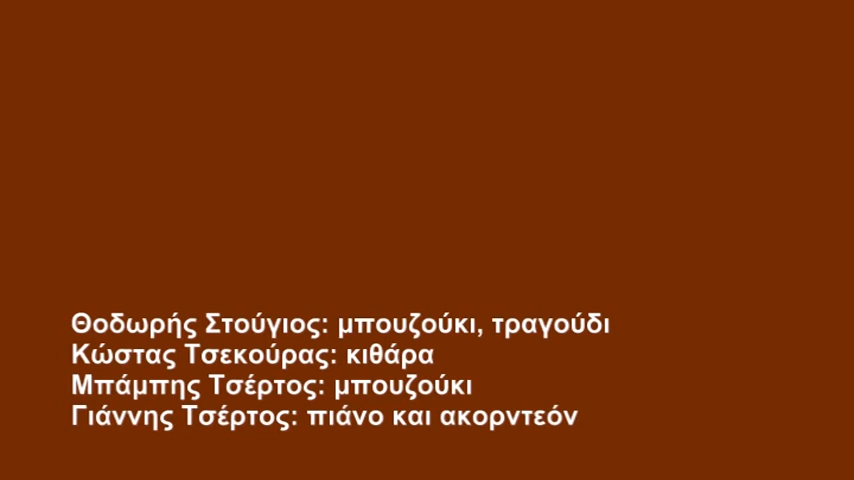 Θοδωρής Στούγιος: μπουζούκι, τραγούδι
Κώστας Τσεκούρας: κιθάρα
Μπάμπης Τσέρτος: μπουζούκι
Γιάννης Τσέρτος: πιάνο και ακορντεόν